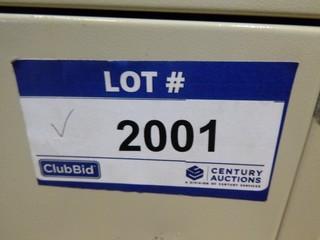 LOT #
2001
ClubBid
CENTURY
AUCTIONS
A DIVISION OF CENTURY SERVICES